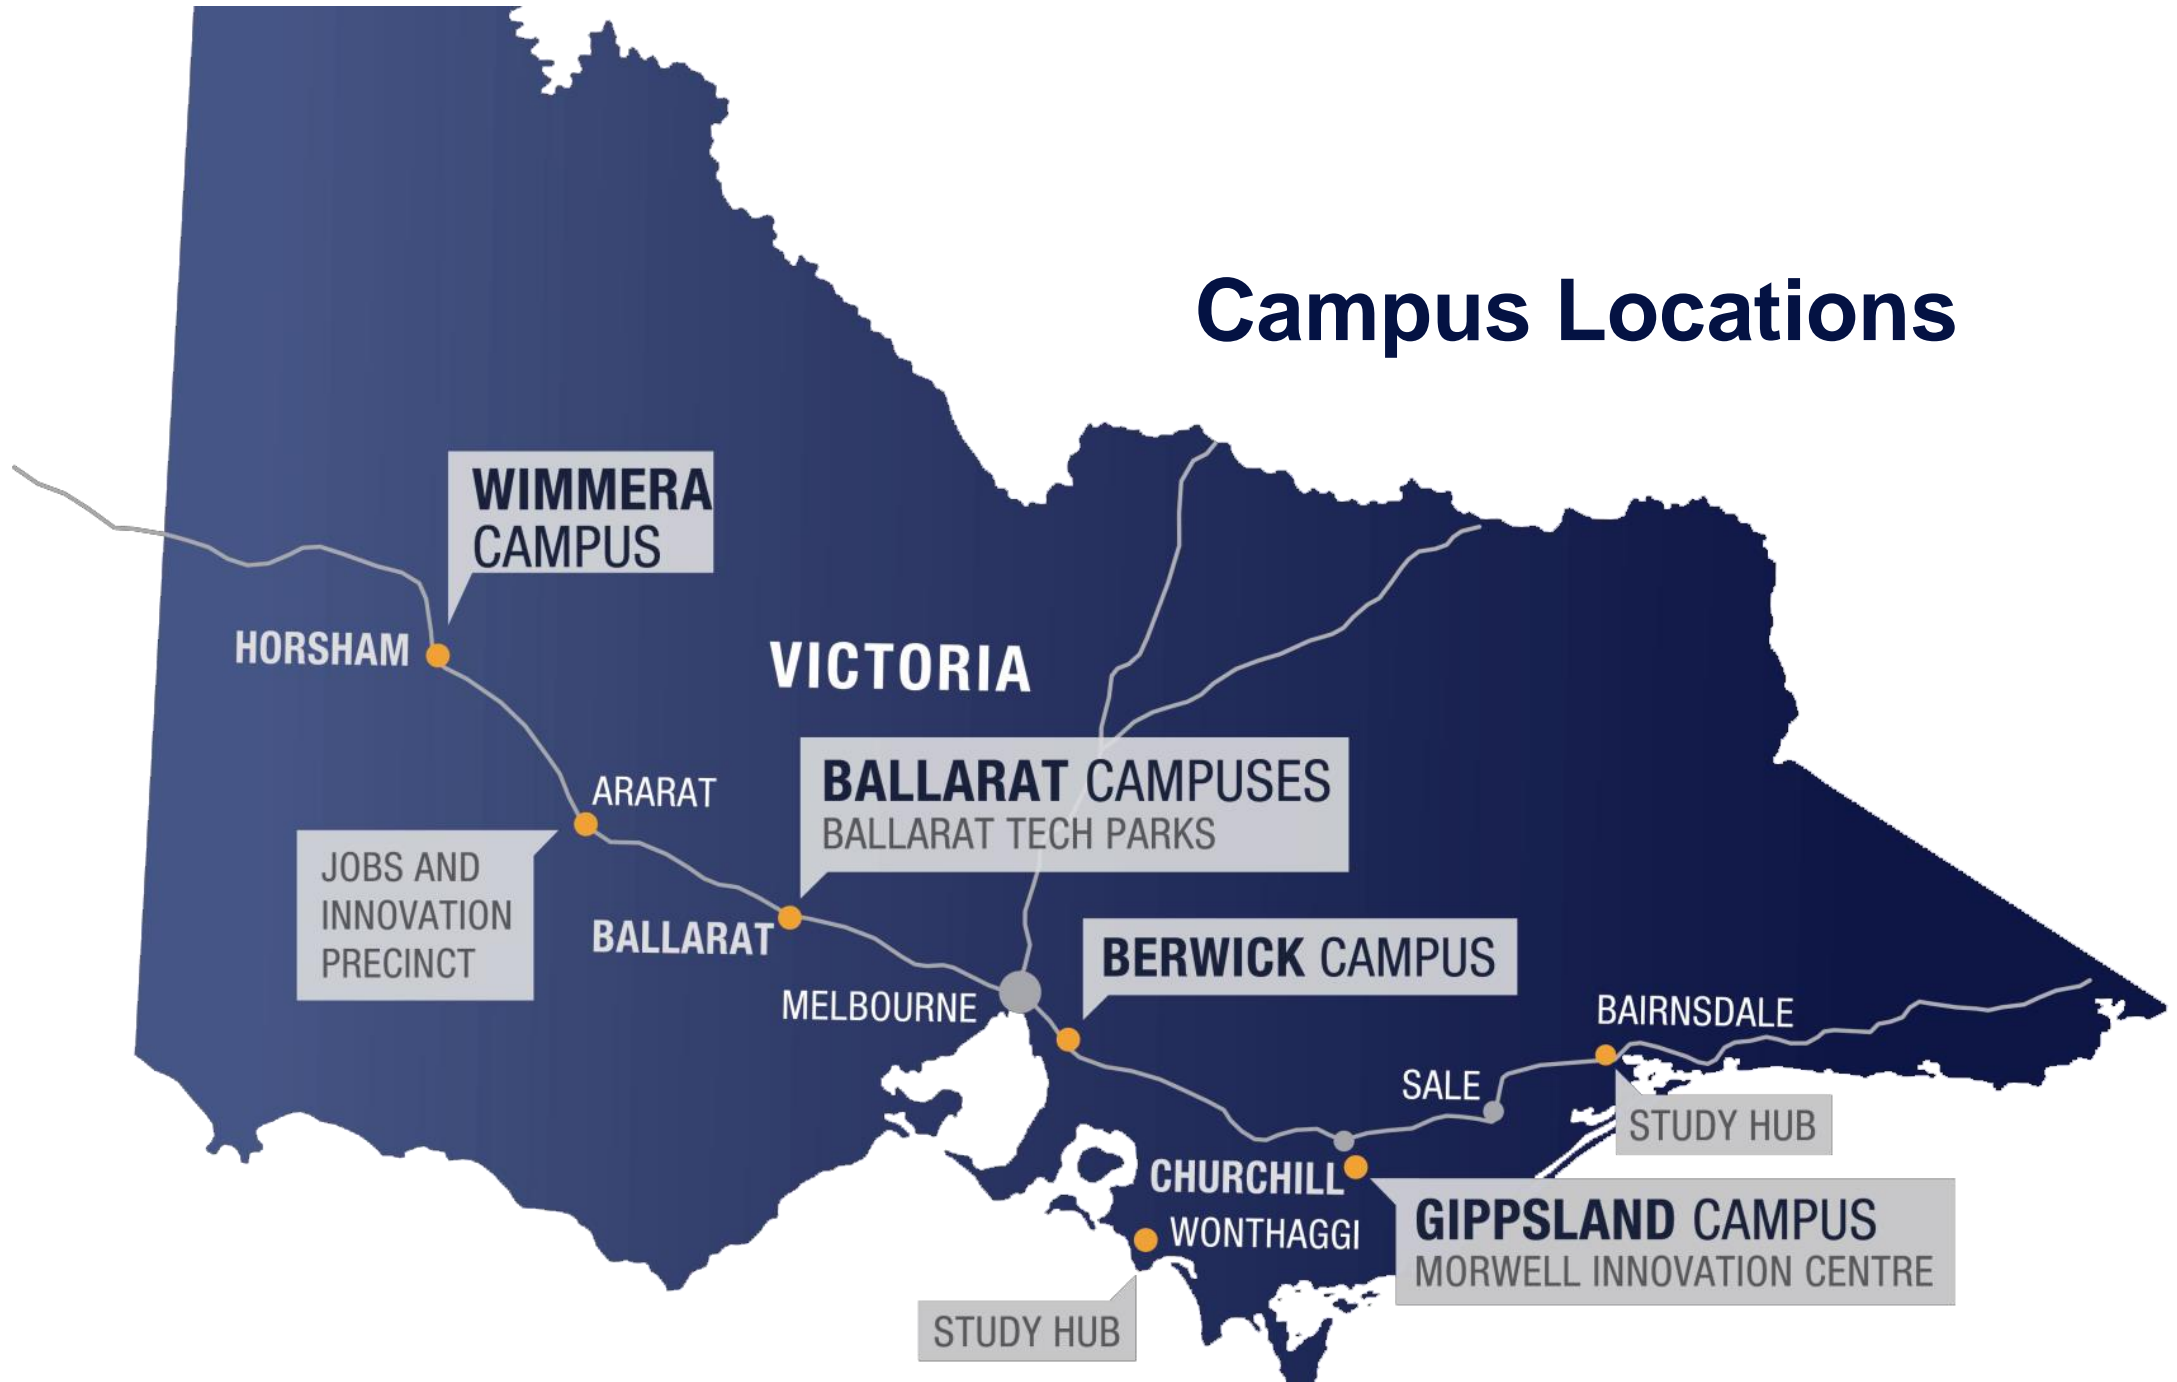 Campus Locations
WIMMERA
CAMPUS
HORSHAM
VICTORIA
ARARAT
BALLARAT CAMPUSES
BALLARAT TECH PARKS
JOBS AND
INNOVATION
PRECINCT
BALLARAT
BERWICK CAMPUS
MELBOURNE
BAIRNSDALE
SALE
STUDY HUB
CHURCHILL
WONTHAGGI
GIPPSLAND CAMPUS
MORWELL INNOVATION CENTRE
STUDY HUB